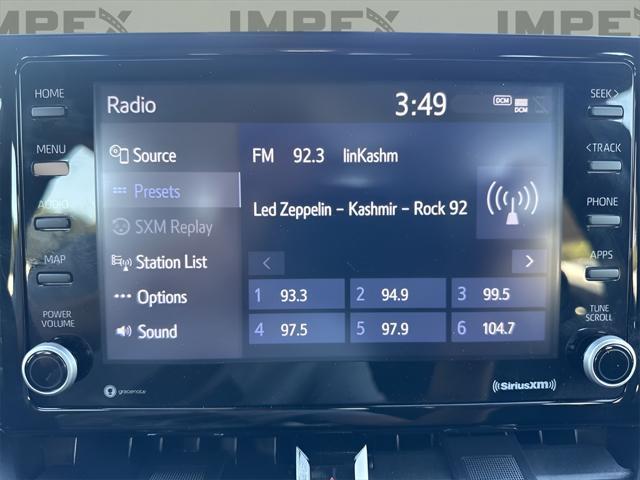 IMPEX IMPEX IMPEX
HOME
MENU
AUDIO
MAP
POWER
VOLUME
Radio 3:49 DCM DCM
Source
Presets
SXM Replay
Station List
Options
Sound
FM 92.3 linKashm
Led Zeppelin - Kashmir - Rock 92
1 93.3 2 94.9 3 99.5
4 97.5 5 97.9 6 104.7
SEEK >
< TRACK
PHONE
APPS
TUNE
SCROLL
gracenote
SiriusXM